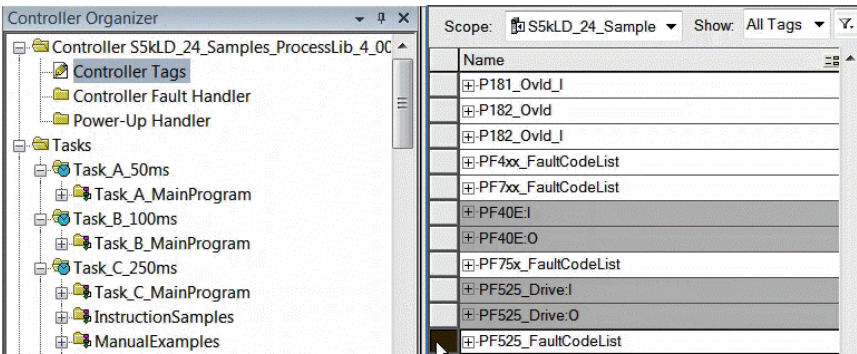 Controller Organizer
Controller S5kLD_24_Samples_ProcessLib_4_00
Controller Tags
Controller Fault Handler
Power-Up Handler
Tasks
Task_A_50ms
Task_A_MainProgram
Task_B_100ms
Task_B_MainProgram
Task_C_250ms
Task_C_MainProgram
InstructionSamples
ManualExamples
Scope: S5kLD_24_Sample Show: All Tags
Name
P181_Ovld_I
P182_Ovld
P182_Ovld_I
PF4xx_FaultCodeList
PF7xx_FaultCodeList
PF40E:I
PF40E:O
PF75x_FaultCodeList
PF525_Drive:I
PF525_Drive:O
PF525_FaultCodeList